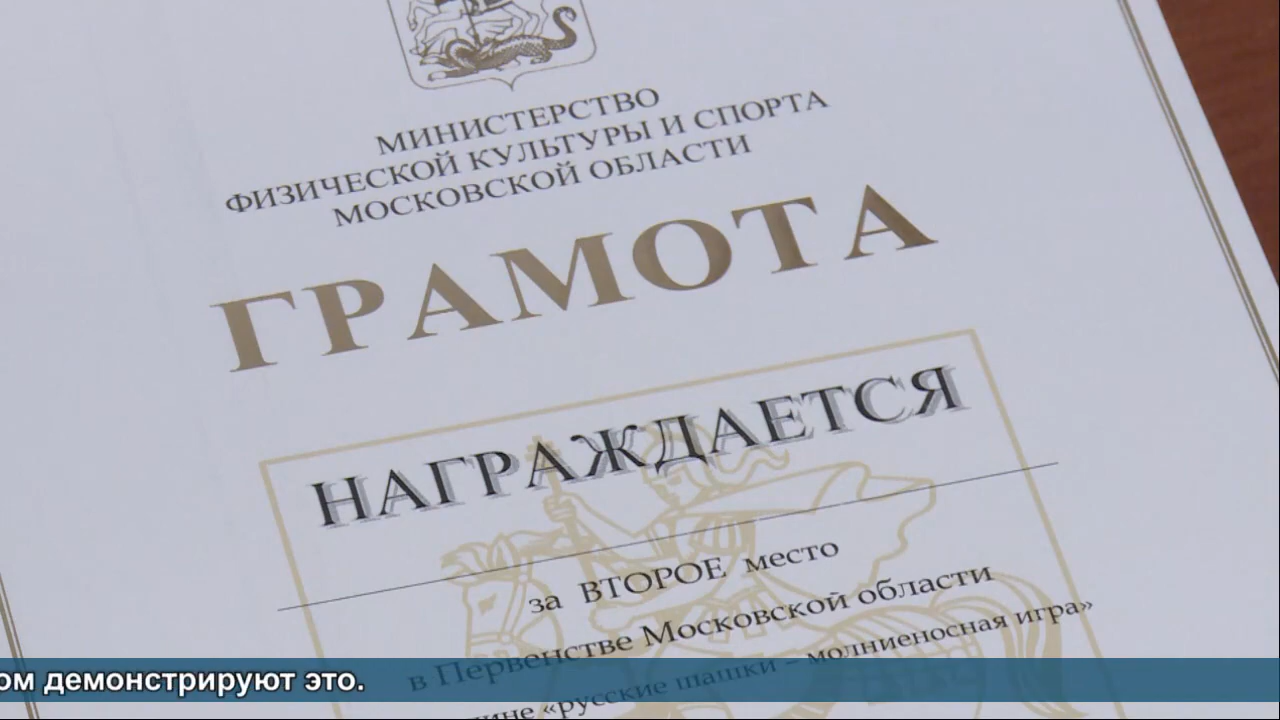 МИНИСТЕРСТВО
ФИЗИЧЕСКОЙ КУЛЬТУРЫ И СПОРТА
МОСКОВСКОЙ ОБЛАСТИ
ГРАМОТА
НАГРАЖДАЕТСЯ
за ВТОРОЕ место
в Первенстве Московской области
«русские шашки – молниеносная игра»
демонстрируют это.